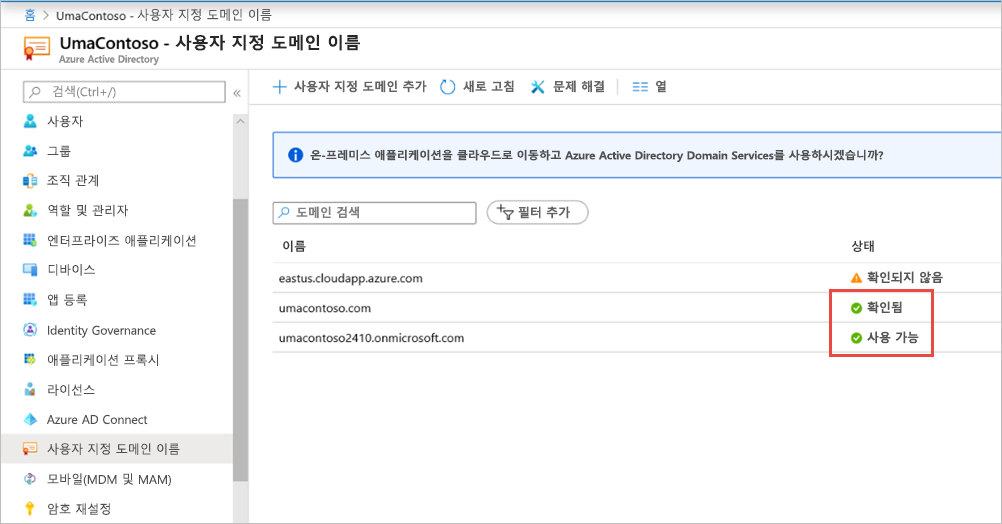 홈 > UmaContoso - 사용자 지정 도메인 이름
UmaContoso - 사용자 지정 도메인 이름
Azure Active Directory
검색(Ctrl+/)
«
사용자
그룹
조직 관계
역할 및 관리자
엔터프라이즈 애플리케이션
디바이스
앱 등록
Identity Governance
애플리케이션 프록시
라이선스
Azure AD Connect
사용자 지정 도메인 이름
모바일(MDM 및 MAM)
암호 재설정
사용자 지정 도메인 추가 새로 고침 문제 해결 열
온-프레미스 애플리케이션을 클라우드로 이동하고 Azure Active Directory Domain Services를 사용하시겠습니까?
도메인 검색 필터 추가
이름 상태
eastus.cloudapp.azure.com 확인되지 않음
umacontoso.com 확인됨
umacontoso2410.onmicrosoft.com 사용 가능